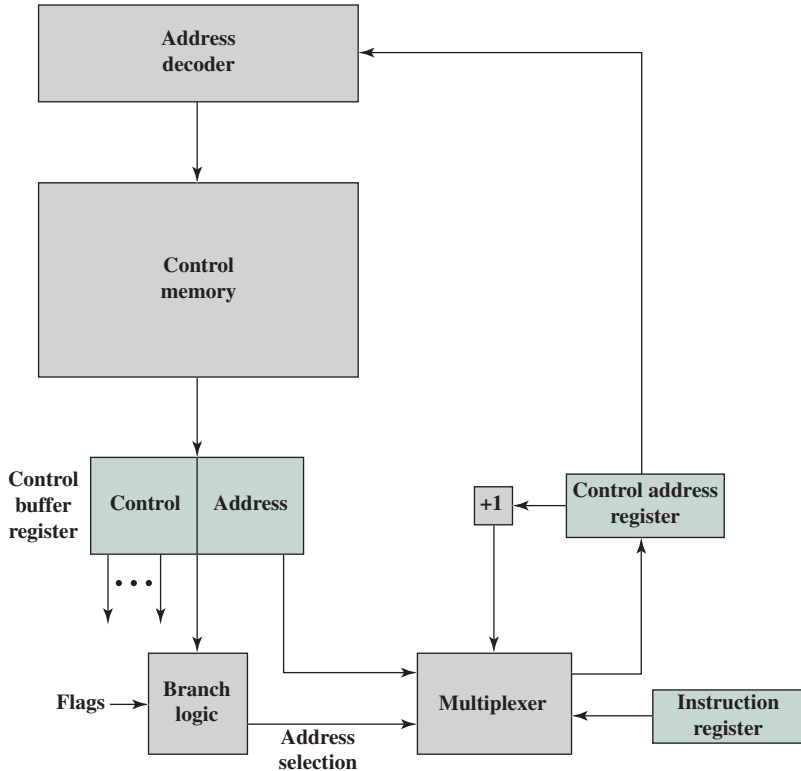 Address
decoder
Control
memory
Control
buffer
register
Control
Address
+1
Control address
register
Flags
Branch
logic
Address
selection
Multiplexer
Instruction
register